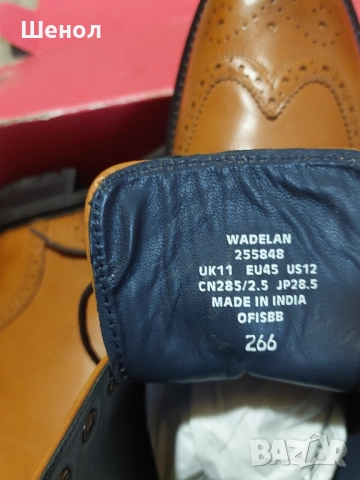 Шенол
WADELAN
255848
UK11 EU45 US12
CN285/2.5 JP28.5
MADE IN INDIA
OFISBB
266
BAZAR